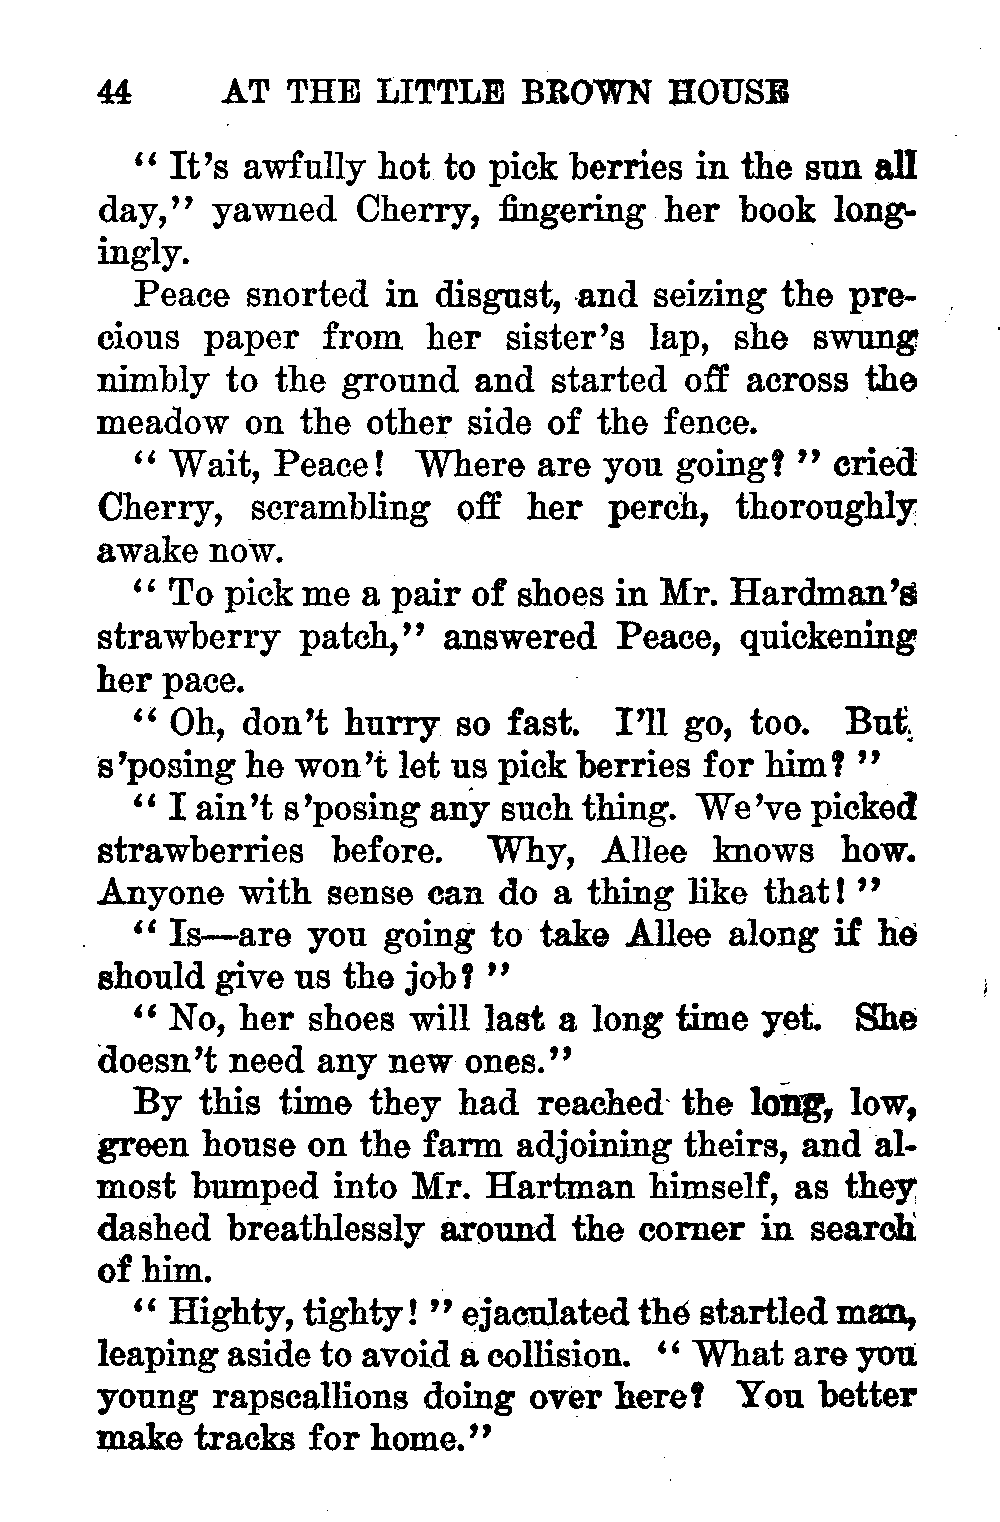 44 AT THE LITTLE BROWN HOUSE
“ It’s awfully hot to pick berries in the sun all
day,” yawned Cherry, fingering her book long-
ingly.
Peace snorted in disgust, and seizing the pre-
cious paper from her sister’s lap, she swung
nimbly to the ground and started off across the
meadow on the other side of the fence.
“ Wait, Peace! Where are you going? ” cried
Cherry, scrambling off her perch, thoroughly
awake now.
“ To pick me a pair of shoes in Mr. Hardman’s
strawberry patch,” answered Peace, quickening
her pace.
“ Oh, don’t hurry so fast. I’ll go, too. But
s’posing he won’t let us pick berries for him? ”
“ I ain’t s’posing any such thing. We’ve picked
strawberries before. Why, Allee knows how.
Anyone with sense can do a thing like that! ”
“ Is—are you going to take Allee along if he
should give us the job? ”
“ No, her shoes will last a long time yet. She
doesn’t need any new ones.”
By this time they had reached the long, low,
green house on the farm adjoining theirs, and al-
most bumped into Mr. Hartman himself, as they
dashed breathlessly around the corner in search
of him.
“ Highty, tighty! ” ejaculated the startled man,
leaping aside to avoid a collision. “ What are you
young rapscallions doing over here? You better
make tracks for home.”